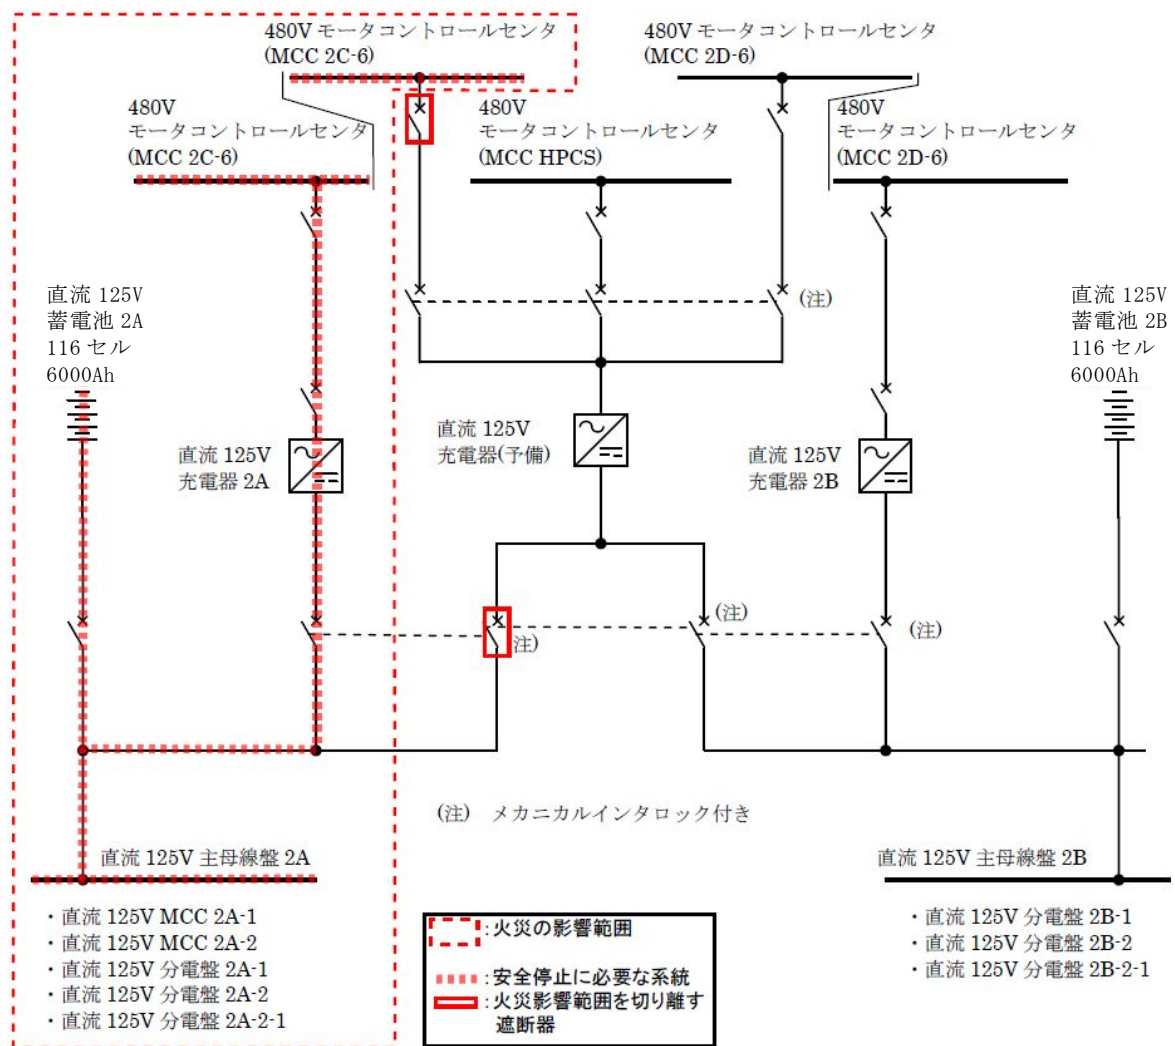 480V モータコントロールセンタ
(MCC 2C-6)
480V モータコントロールセンタ
(MCC 2D-6)
480V
モータコントロールセンタ
(MCC 2C-6)
480V
モータコントロールセンタ
(MCC HPCS)
480V
モータコントロールセンタ
(MCC 2D-6)
(注)
直流 125V
蓄電池 2A
116 セル
6000Ah
直流 125V
蓄電池 2B
116 セル
6000Ah
直流 125V
充電器 2A
直流 125V
充電器(予備)
直流 125V
充電器 2B
注)
(注)
(注)
(注) メカニカルインタロック付き
直流 125V 主母線盤 2A
直流 125V 主母線盤 2B
・直流 125V MCC 2A-1
・直流 125V MCC 2A-2
・直流 125V 分電盤 2A-1
・直流 125V 分電盤 2A-2
・直流 125V 分電盤 2A-2-1
:火災の影響範囲
:安全停止に必要な系統
:火災影響範囲を切り離す
遮断器
・直流 125V 分電盤 2B-1
・直流 125V 分電盤 2B-2
・直流 125V 分電盤 2B-2-1